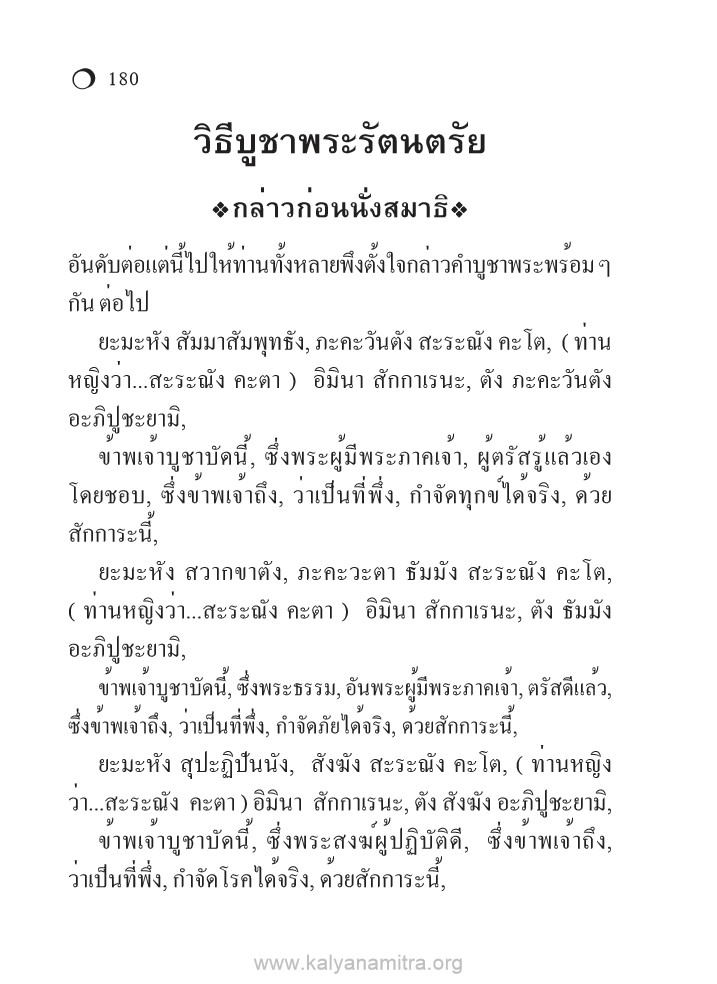 180
วิธีบูชาพระรัตนตรัย
❖กล่าวก่อนนั่งสมาธิ❖
อันดับต่อแต่นี้ไปให้ท่านทั้งหลายพึงตั้งใจกล่าวคำบูชาพระพร้อม ๆ
กัน ต่อไป
ยะมะหัง สัมมาสัมพุทธัง, ภะคะวันตัง สะระณัง คะโต, ( ท่าน
หญิงว่า...สะระณัง คะตา ) อิมินา สักกาเรนะ, ตัง ภะคะวันตัง
อะภิปูชะยามิ,
ข้าพเจ้าบูชาบัดนี้, ซึ่งพระผู้มีพระภาคเจ้า, ผู้ตรัสรู้แล้วเอง
โดยชอบ, ซึ่งข้าพเจ้าถึง, ว่าเป็นที่พึ่ง, กำจัดทุกข์ได้จริง, ด้วย
สักการะนี้,
ยะมะหัง สวากขาตัง, ภะคะวะตา ธัมมัง สะระณัง คะโต,
( ท่านหญิงว่า...สะระณัง คะตา ) อิมินา สักกาเรนะ, ตัง ธัมมัง
อะภิปูชะยามิ,
ข้าพเจ้าบูชาบัดนี้, ซึ่งพระธรรม, อันพระผู้มีพระภาคเจ้า, ตรัสดีแล้ว,
ซึ่งข้าพเจ้าถึง, ว่าเป็นที่พึ่ง, กำจัดภัยได้จริง, ด้วยสักการะนี้,
ยะมะหัง สุปะฏิปันนัง, สังฆัง สะระณัง คะโต, ( ท่านหญิง
ว่า...สะระณัง คะตา ) อิมินา สักกาเรนะ, ตัง สังฆัง อะภิปูชะยามิ,
ข้าพเจ้าบูชาบัดนี้, ซึ่งพระสงฆ์ผู้ปฏิบัติดี, ซึ่งข้าพเจ้าถึง,
ว่าเป็นที่พึ่ง, กำจัดโรคได้จริง, ด้วยสักการะนี้,
www.kalyanamitra.org